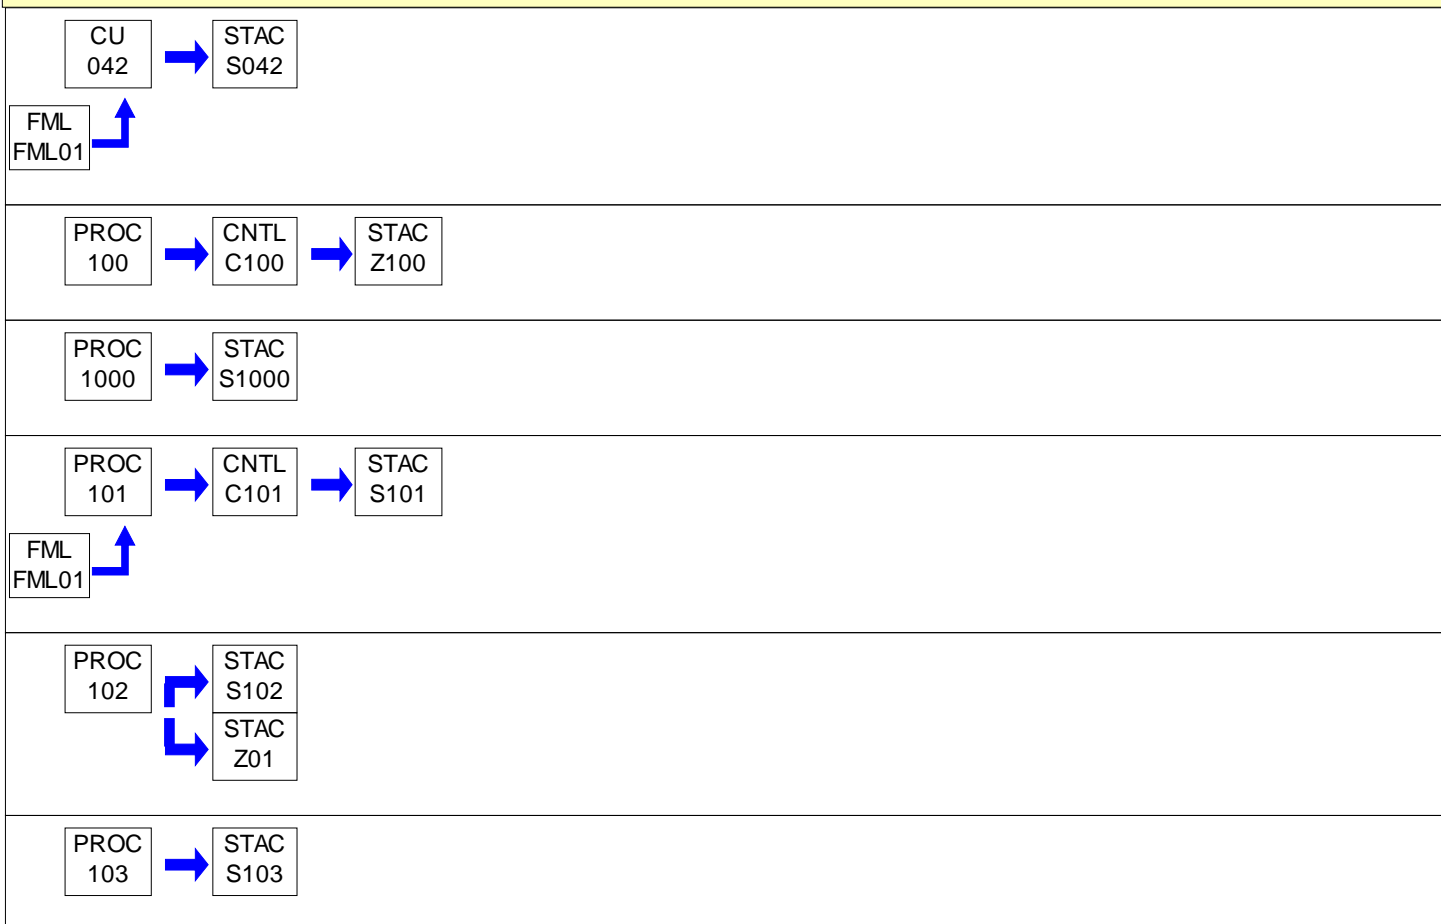 CU
042
STAC
S042
FML
FML01
PROC
100
CNTL
C100
STAC
Z100
PROC
1000
STAC
S1000
PROC
101
CNTL
C101
STAC
S101
FML
FML01
PROC
102
STAC
S102
STAC
Z01
PROC
103
STAC
S103